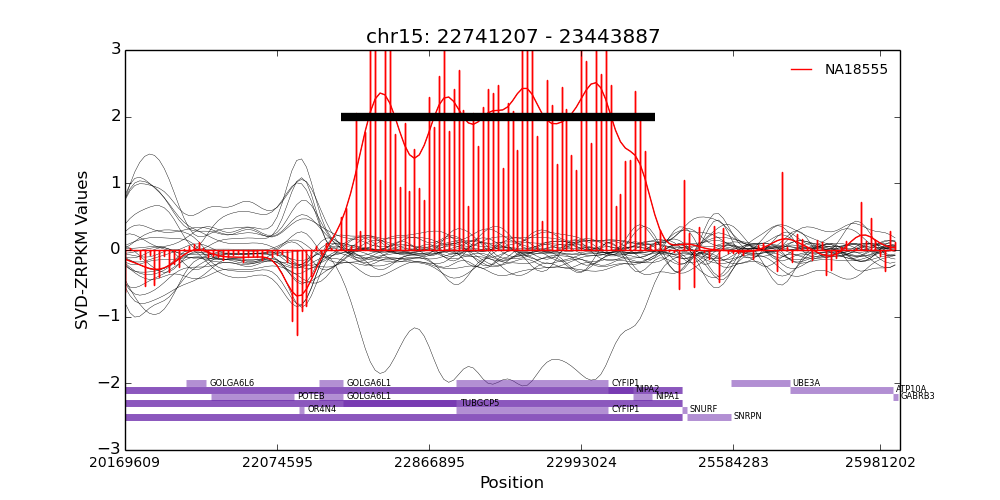 chr15: 22741207 - 23443887
NA18555
SVD-ZRPKM Values
3
2
1
0
−1
−2
−3
GOLGA6L6 GOLGA6L1 CYFIP1 UBE3A
NIPA2 ATP10A
POTEB GOLGA6L1 NIPA1 GABRB3
TUBGCP5
OR4N4 CYFIP1 SNURF
SNRPN
20169609 22074595 22866895 22993024 25584283 25981202
Position